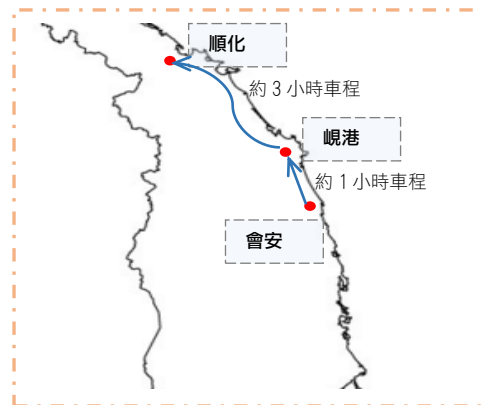 順化
約 3 小時車程
峴港
約 1 小時車程
會安